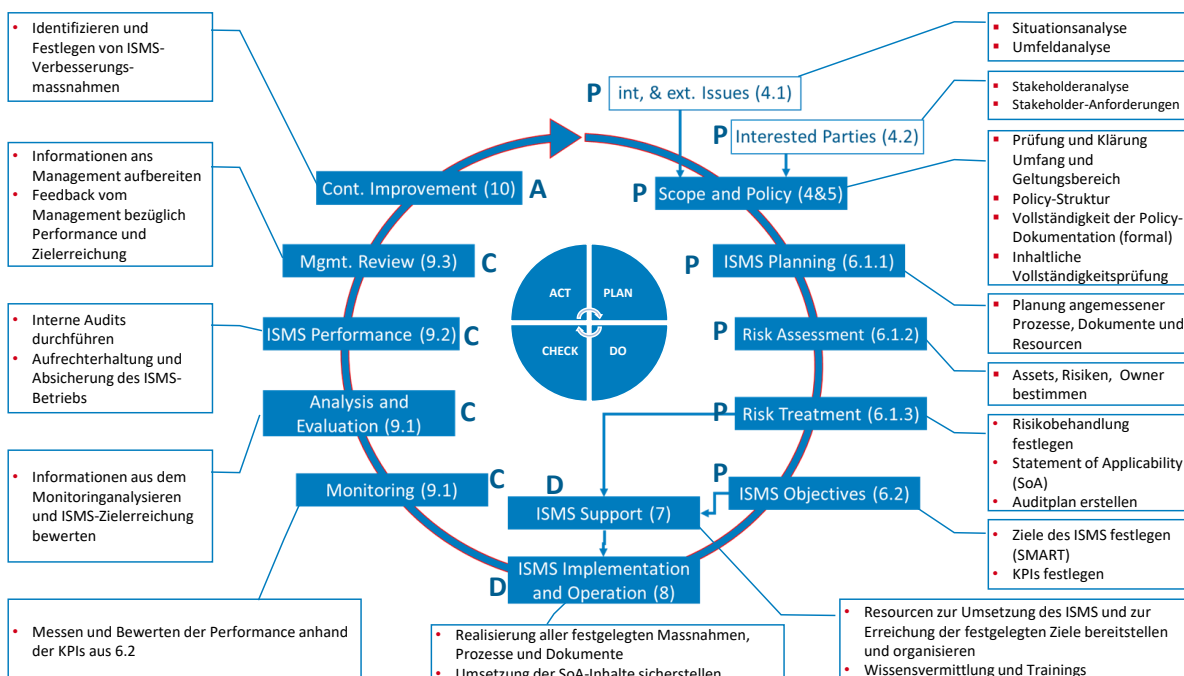 Identifizieren und
Festlegen von ISMS-
Verbesserungs-
massnahmen
Informationen ans
Management aufbereiten
Feedback vom
Management bezüglich
Performance und
Zielerreichung
Interne Audits
durchführen
Aufrechterhaltung und
Absicherung des ISMS-
Betriebs
Informationen aus dem
Monitoringanalysieren
und ISMS-Zielerreichung
bewerten
Messen und Bewerten der Performance anhand
der KPIs aus 6.2
Cont. Improvement (10)
A
Mgmt. Review (9.3)
C
ISMS Performance (9.2)
C
Analysis and
Evaluation (9.1)
C
Monitoring (9.1)
C
ACT
PLAN
CHECK
DO
P
int, & ext. Issues (4.1)
P
Interested Parties (4.2)
P
Scope and Policy (4&5)
P
ISMS Planning (6.1.1)
P
Risk Assessment (6.1.2)
P
Risk Treatment (6.1.3)
P
ISMS Objectives (6.2)
D
ISMS Support (7)
D
ISMS Implementation
and Operation (8)
Situationsanalyse
Umfeldanalyse
Stakeholderanalyse
Stakeholder-Anforderungen
Prüfung und Klärung
Umfang und
Geltungsbereich
Policy-Struktur
Vollständigkeit der Policy-
Dokumentation (formal)
Inhaltliche
Vollständigkeitsprüfung
Planung angemessener
Prozesse, Dokumente und
Resourcen
Assets, Risiken, Owner
bestimmen
Risikobehandlung
festlegen
Statement of Applicability
(SoA)
Auditplan erstellen
Ziele des ISMS festlegen
(SMART)
KPIs festlegen
Realisierung aller festgelegten Massnahmen,
Prozesse und Dokumente
Umsetzung der SoA-Inhalte sicherstellen
Resourcen zur Umsetzung des ISMS und zur
Erreichung der festgelegten Ziele bereitstellen
und organisieren
Wissensvermittlung und Trainings